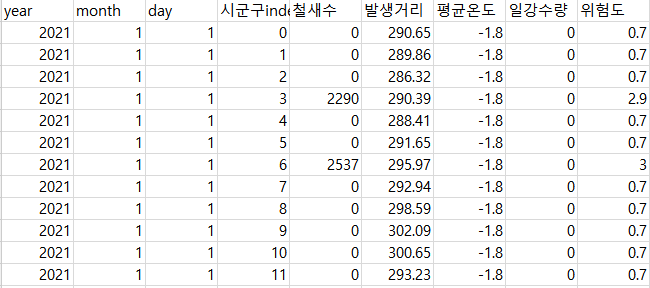 year month day 시군구inde 철새수 발생거리 평균온도 일강수량 위험도
2021 1 1 0 0 290.65 -1.8 0 0.7
2021 1 1 1 0 289.86 -1.8 0 0.7
2021 1 1 2 0 286.32 -1.8 0 0.7
2021 1 1 3 2290 290.39 -1.8 0 2.9
2021 1 1 4 0 288.41 -1.8 0 0.7
2021 1 1 5 0 291.65 -1.8 0 0.7
2021 1 1 6 2537 295.97 -1.8 0 3
2021 1 1 7 0 292.94 -1.8 0 0.7
2021 1 1 8 0 298.59 -1.8 0 0.7
2021 1 1 9 0 302.09 -1.8 0 0.7
2021 1 1 10 0 300.65 -1.8 0 0.7
2021 1 1 11 0 293.23 -1.8 0 0.7